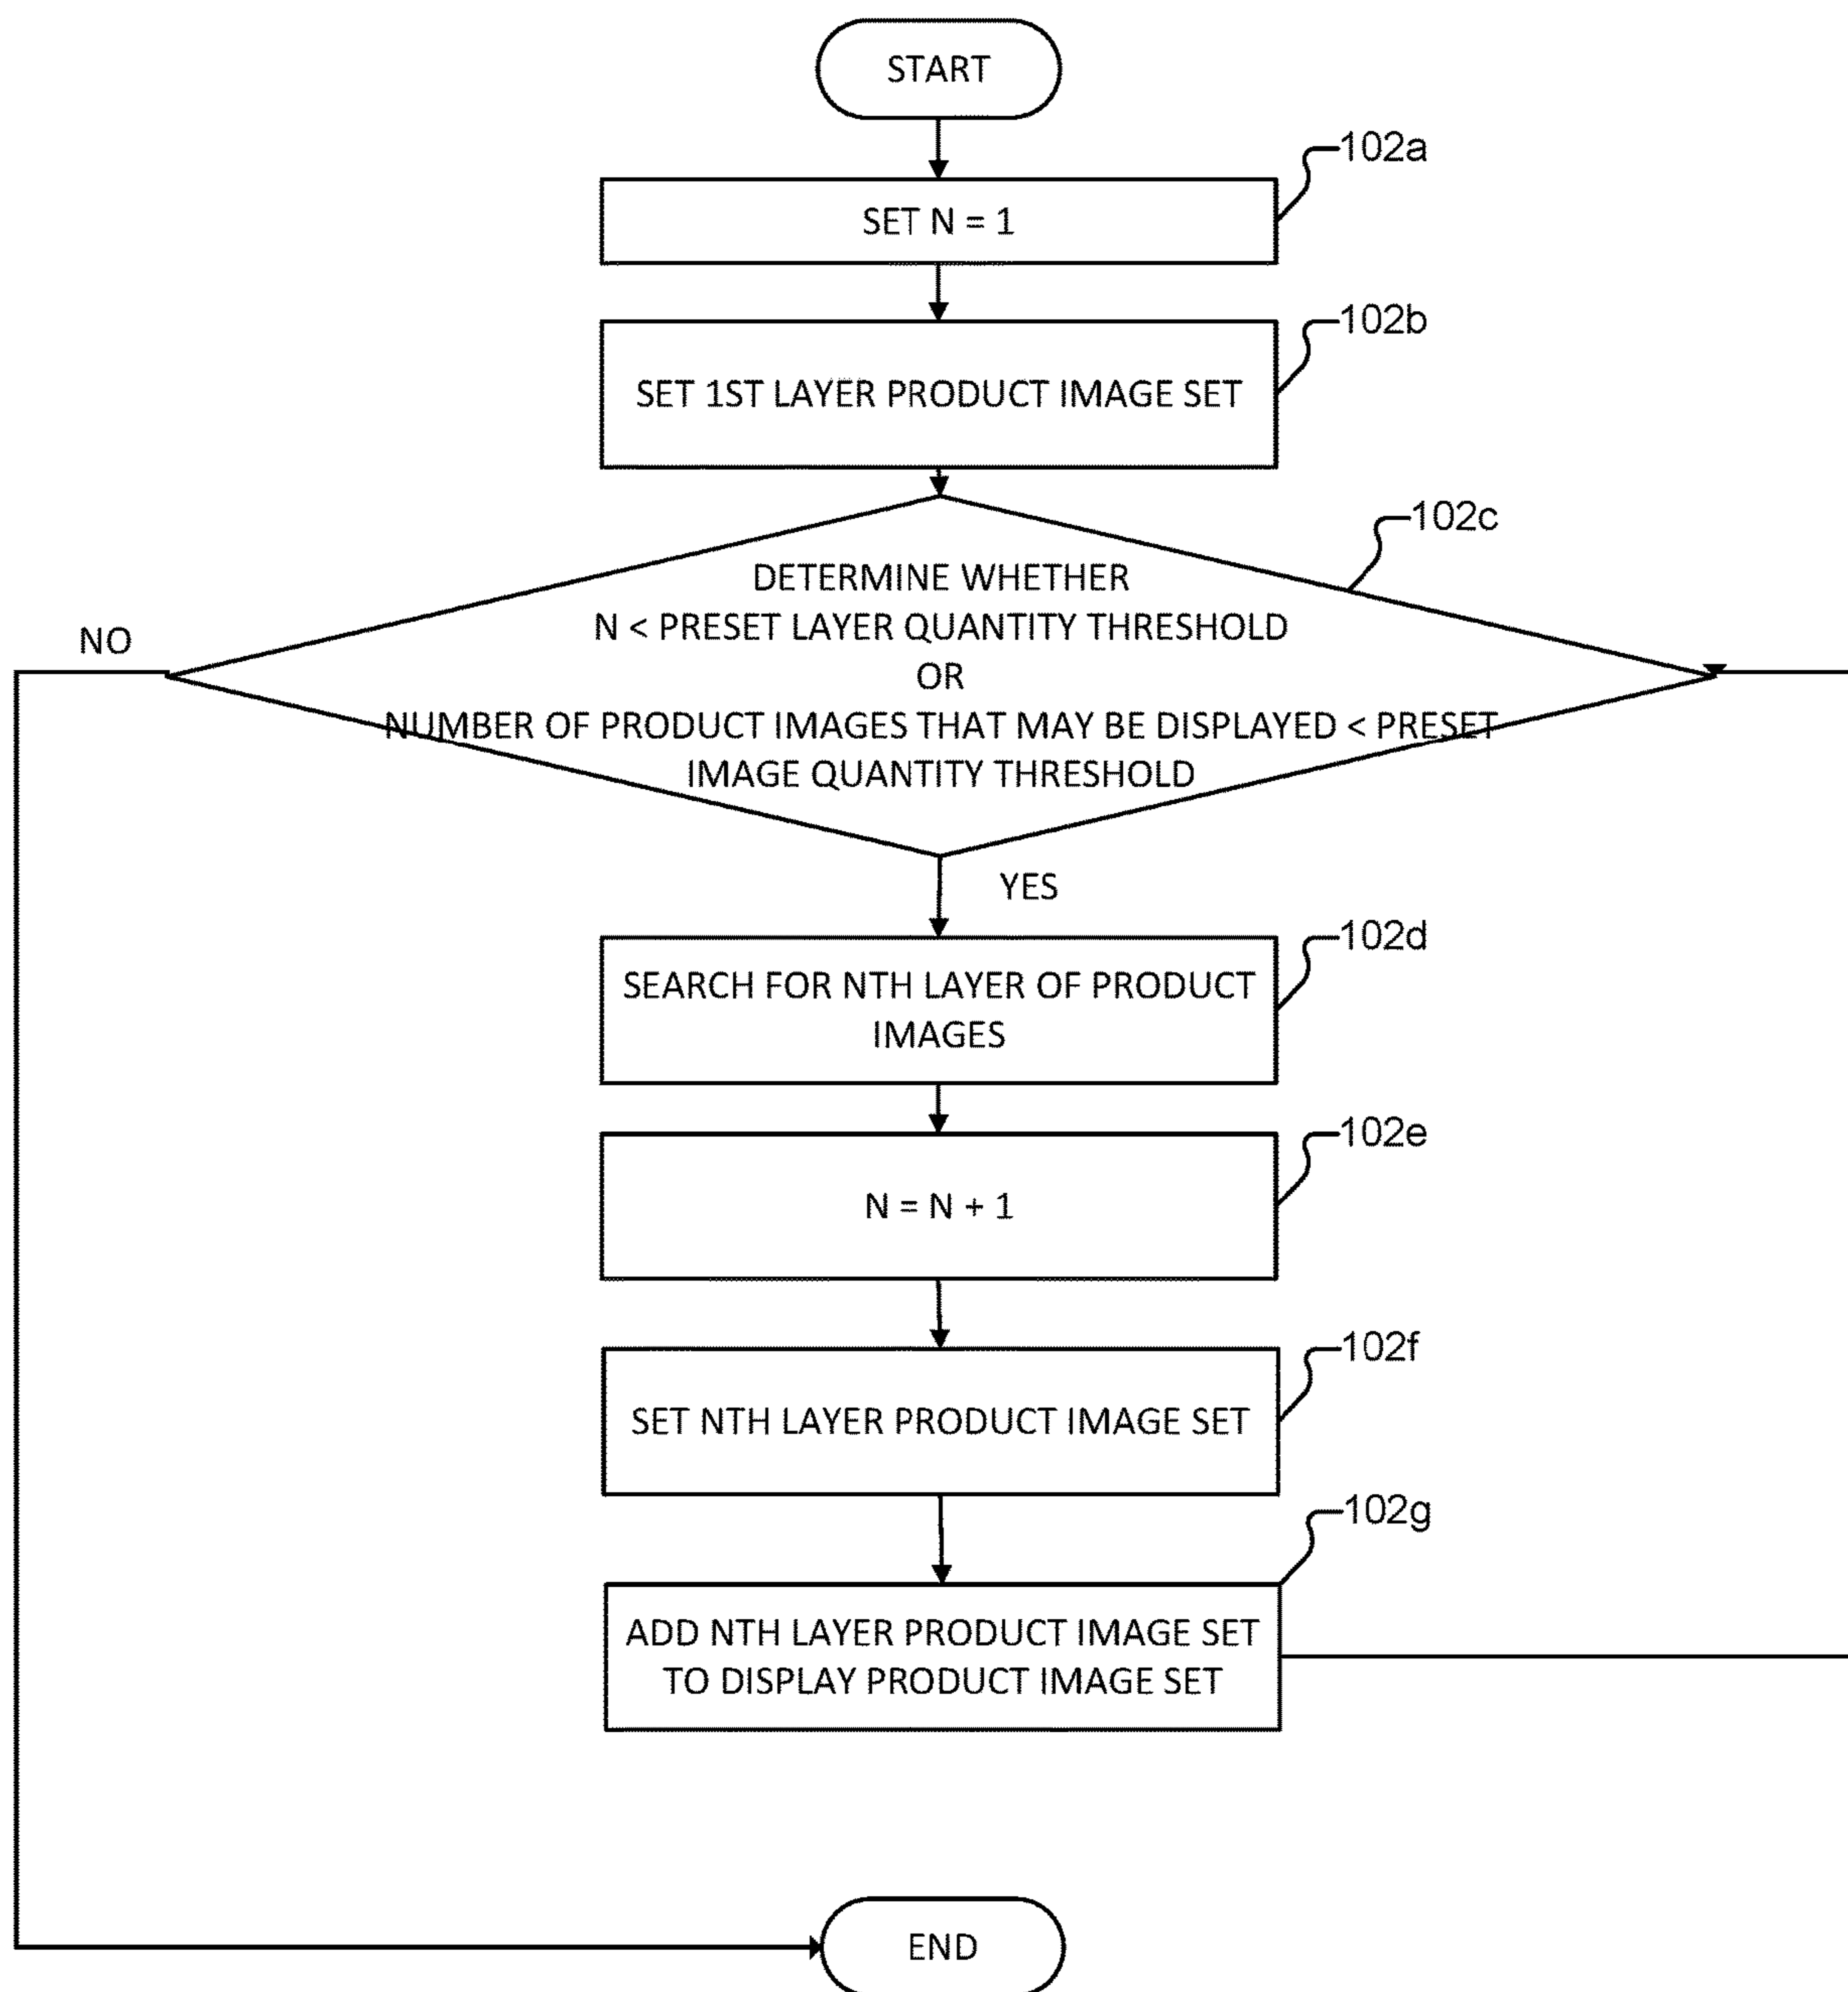 START
102a
SET N = 1
102b
SET 1ST LAYER PRODUCT IMAGE SET
102c
DETERMINE WHETHER
N < PRESET LAYER QUANTITY THRESHOLD
NO
OR
NUMBER OF PRODUCT IMAGES THAT MAY BE DISPLAYED < PRESET
IMAGE QUANTITY THRESHOLD
YES
102d
SEARCH FOR NTH LAYER OF PRODUCT
IMAGES
102e
N = N + 1
102f
SET NTH LAYER PRODUCT IMAGE SET
102g
ADD NTH LAYER PRODUCT IMAGE SET
TO DISPLAY PRODUCT IMAGE SET
END